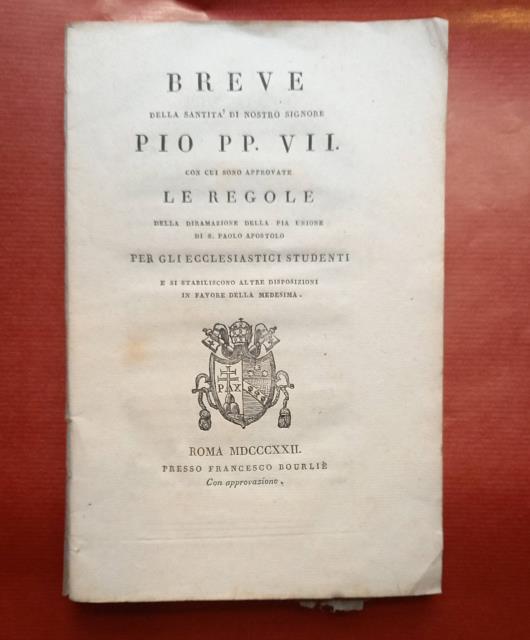 BREVE
DELLA SANTITA' DI NOSTRO SIGNORE
PIO PP. VII.
CON CUI SONO APPROVATE
LE REGOLE
DELLA DIRAMAZIONE DELLA PIA UNIONE
DI S. PAOLO APOSTOLO
PER GLI ECCLESIASTICI STUDENTI
E SI STABILISCONO ALTRE DISPOSIZIONI
IN FAVORE DELLA MEDESIMA.
PAX
ROMA MDCCCXXII.
PRESSO FRANCESCO BOURLIÈ
Con approvazione.